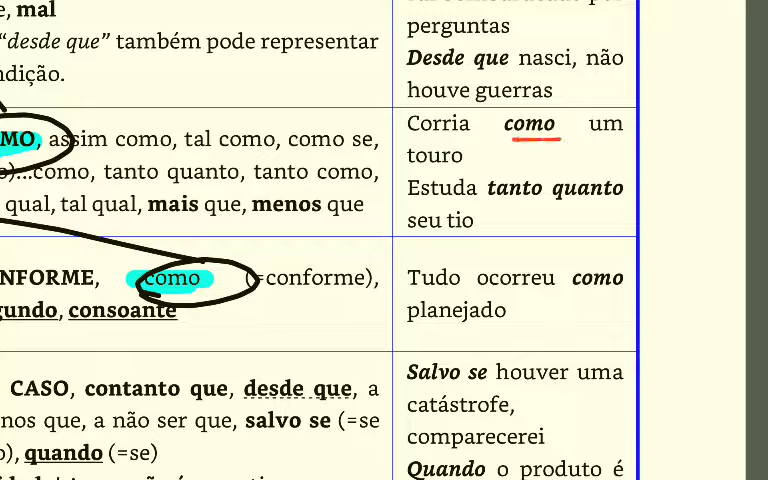 e, mal
“desde que” também pode representar
ndição.
MO, assim como, tal como, como se,
o)...como, tanto quanto, tanto como,
qual, tal qual, mais que, menos que
NFORME, como (=conforme),
gundo, consoante
CASO, contanto que, desde que, a
nos que, a não ser que, salvo se (=se
o), quando (=se)
perguntas
Desde que nasci, não
houve guerras
Corria como um
touro
Estuda tanto quanto
seu tio
Tudo ocorreu como
planejado
Salvo se houver uma
catástrofe,
comparecerei
Quando o produto é